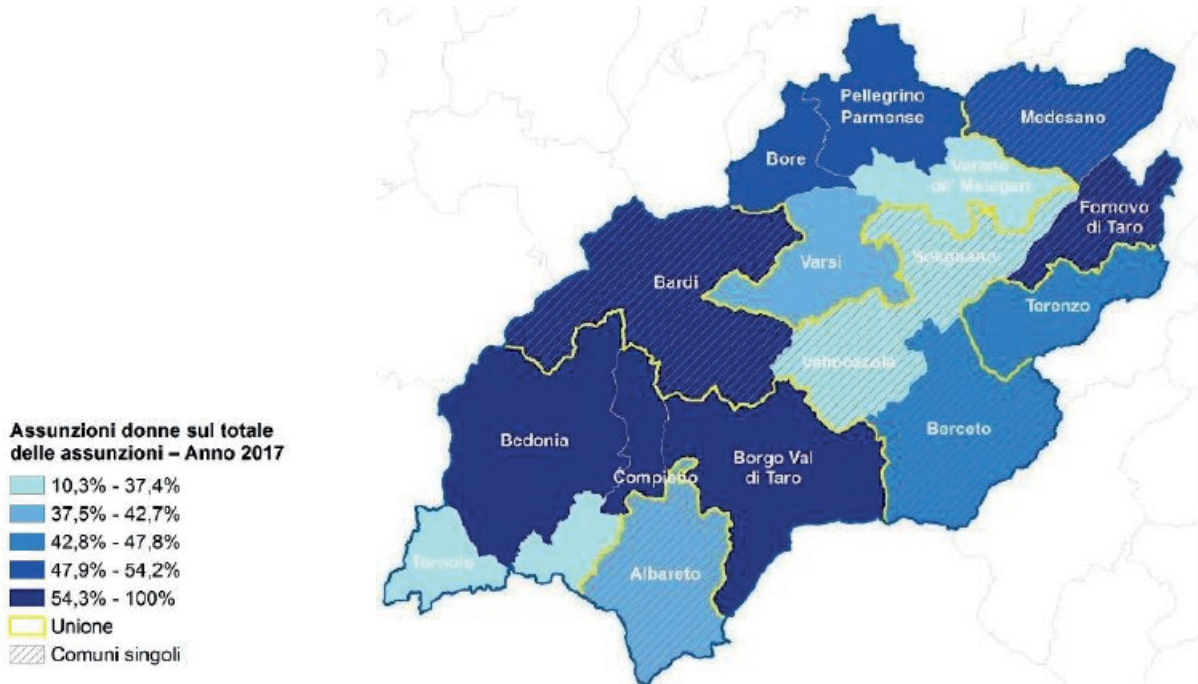 Pellegrino
Parmense
Medesano
Bore
Varano
de' Melegari
Fornovo
di Taro
Solignano
Varsi
Bardi
Terenzo
Valmozzola
Berceto
Bedonia
Borgo Val
di Taro
Compiano
Tornolo
Albareto
Assunzioni donne sul totale
delle assunzioni – Anno 2017
10,3% - 37,4%
37,5% - 42,7%
42,8% - 47,8%
47,9% - 54,2%
54,3% - 100%
Unione
Comuni singoli